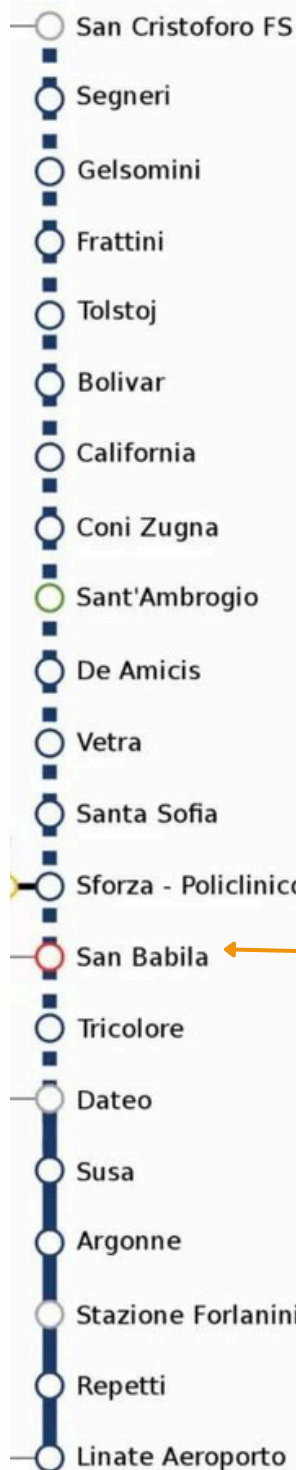 San Cristoforo FS
Segneri
Gelsomini
Frattini
Tolstoj
Bolivar
California
Coni Zugna
Sant'Ambrogio
De Amicis
Vetra
Santa Sofia
Sforza - Policlinico
San Babila
Tricolore
Dateo
Susa
Argonne
Stazione Forlanini
Repetti
Linate Aeroporto